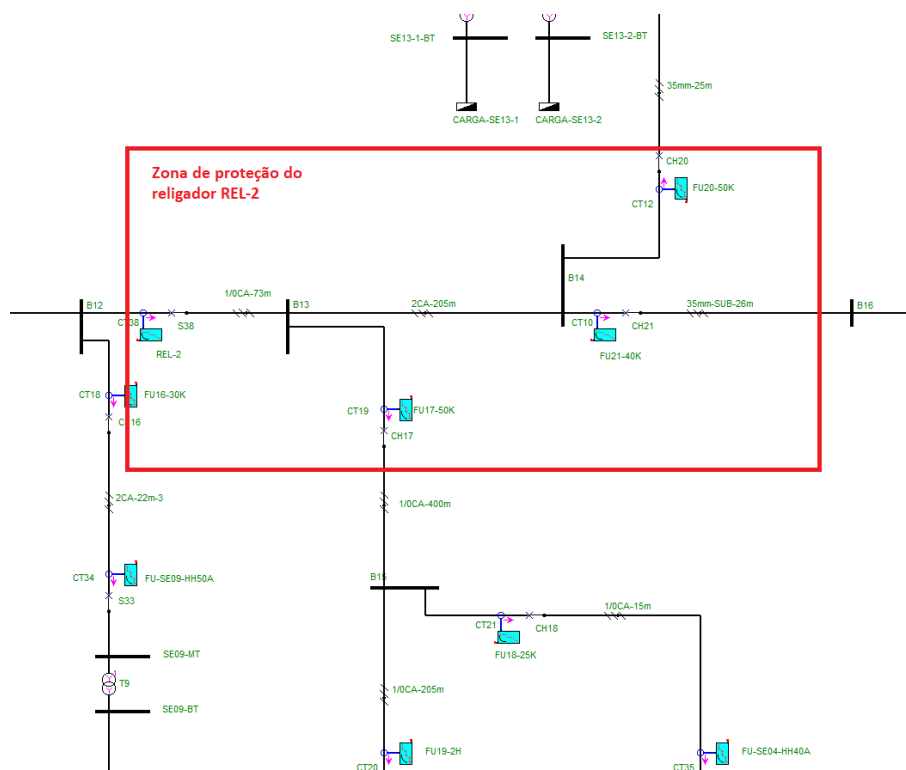 SE13-1-BT
SE13-2-BT
35mm-25m
CARGA-SE13-1
CARGA-SE13-2
Zona de proteção do
religador REL-2
CH20
FU20-50K
CT12
B14
B12
1/0CA-73m
B13
2CA-205m
35mm-SUB-26m
B16
CT38
S38
CT10
CH21
REL-2
FU21-40K
CT18
FU16-30K
CT19
FU17-50K
CH17
2CA-22m-3
1/0CA-400m
CT34
FU-SE09-HH50A
B15
S33
1/0CA-15m
CT21
CH18
FU18-25K
SE09-MT
T9
1/0CA-205m
SE09-BT
FU19-2H
FU-SE04-HH40A
CT20
CT35